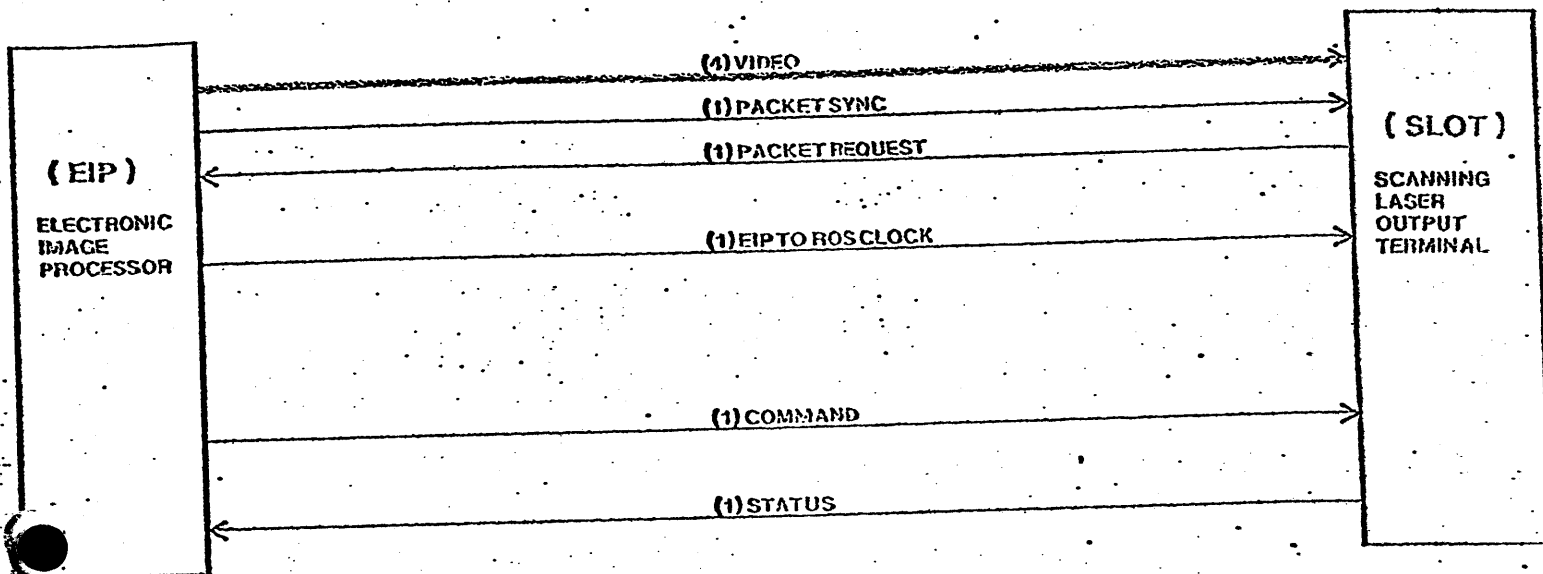 (4) VIDEO
(1) PACKET SYNC
(1) PACKET REQUEST
(1) EIP TO ROS CLOCK
(1) COMMAND
(1) STATUS
( EIP )
ELECTRONIC
IMAGE
PROCESSOR
( SLOT )
SCANNING
LASER
OUTPUT
TERMINAL